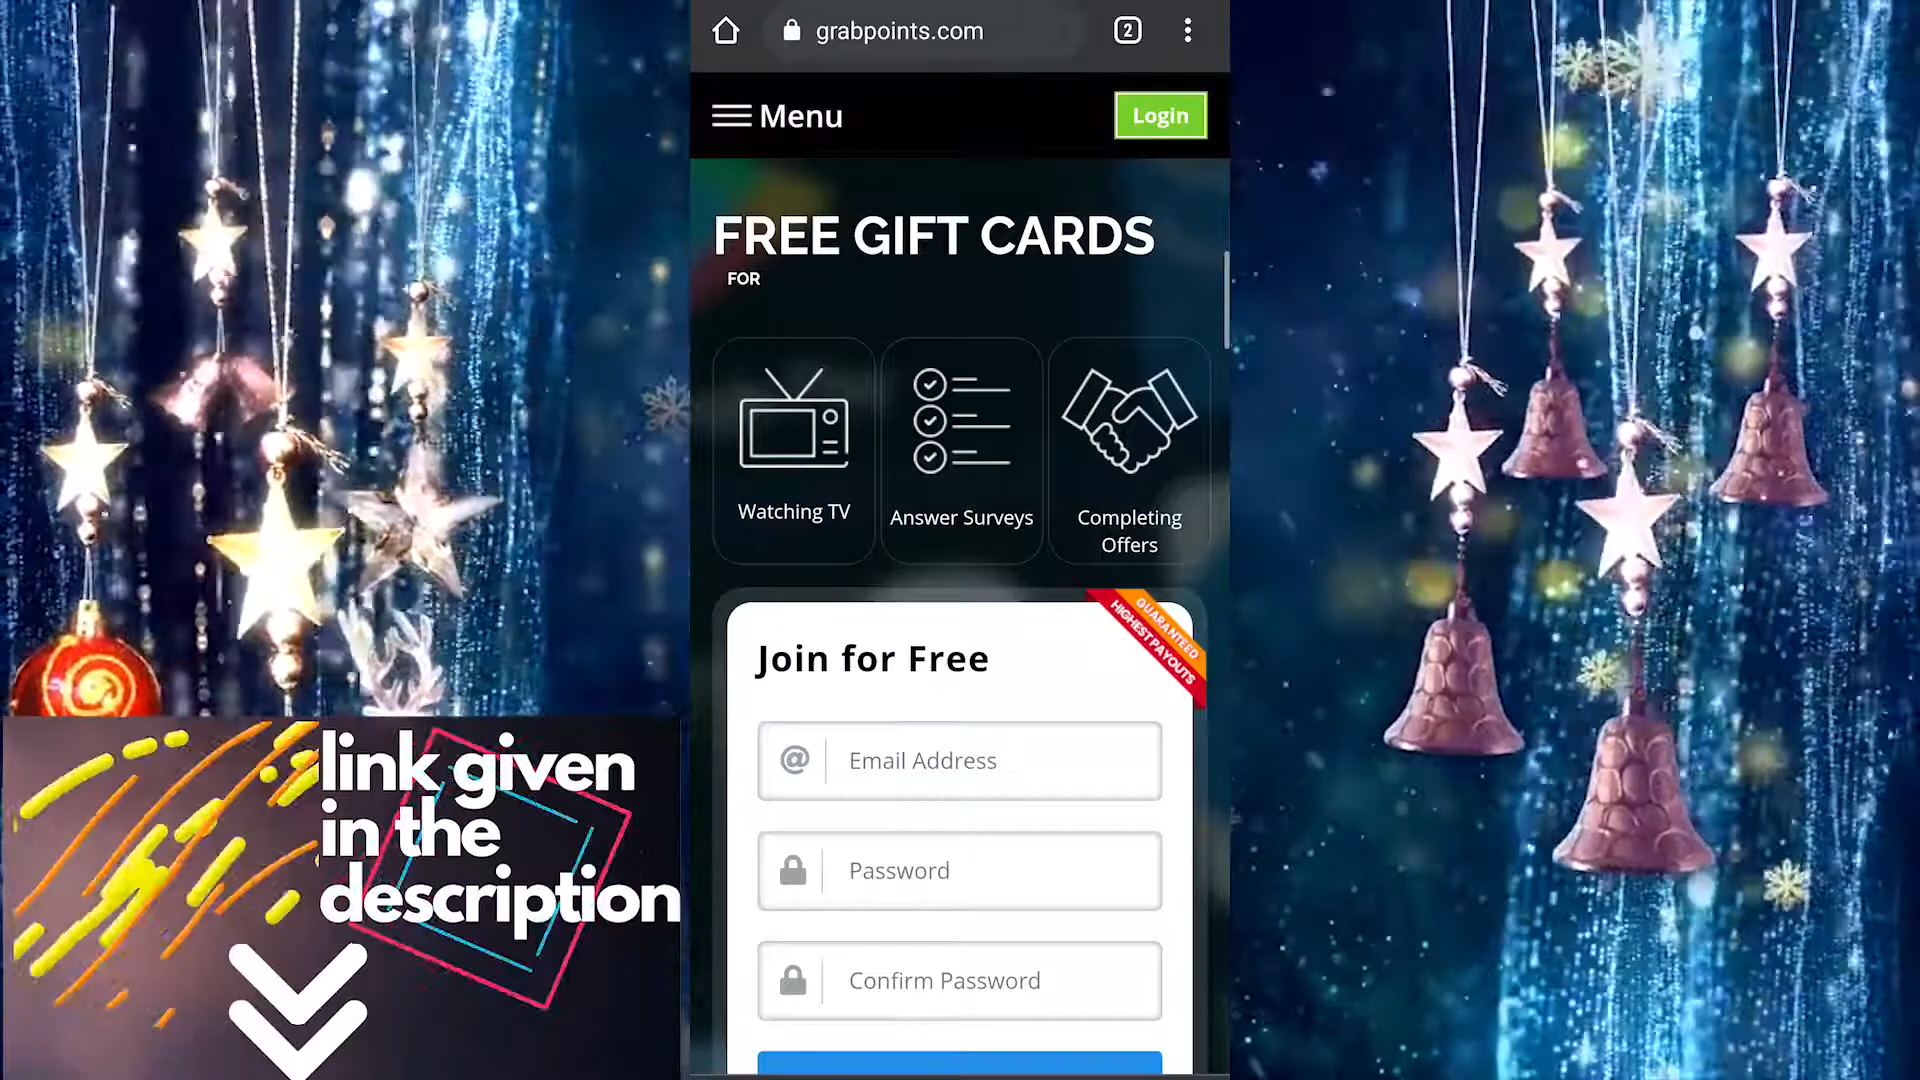 grabpoints.com
2
Menu
Login
FREE GIFT CARDS
FOR
Watching TV
Answer Surveys
Completing
Offers
GUARANTEED
HIGHEST PAYOUTS
Join for Free
@ Email Address
Password
Confirm Password
link given
in the
description